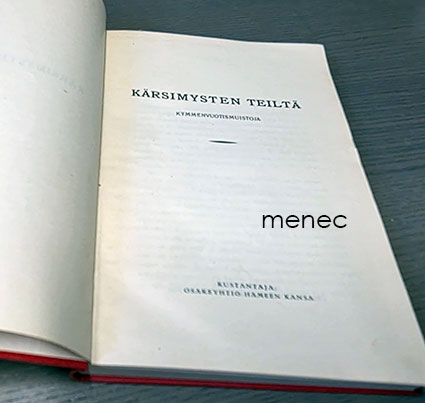 KÄRSIMYSTEN TEILTÄ
KYMMENVUOTISMUISTOJA
menec
KUSTANTAJA:
OSAKEYHTIÖ HÄMEEN KANSA